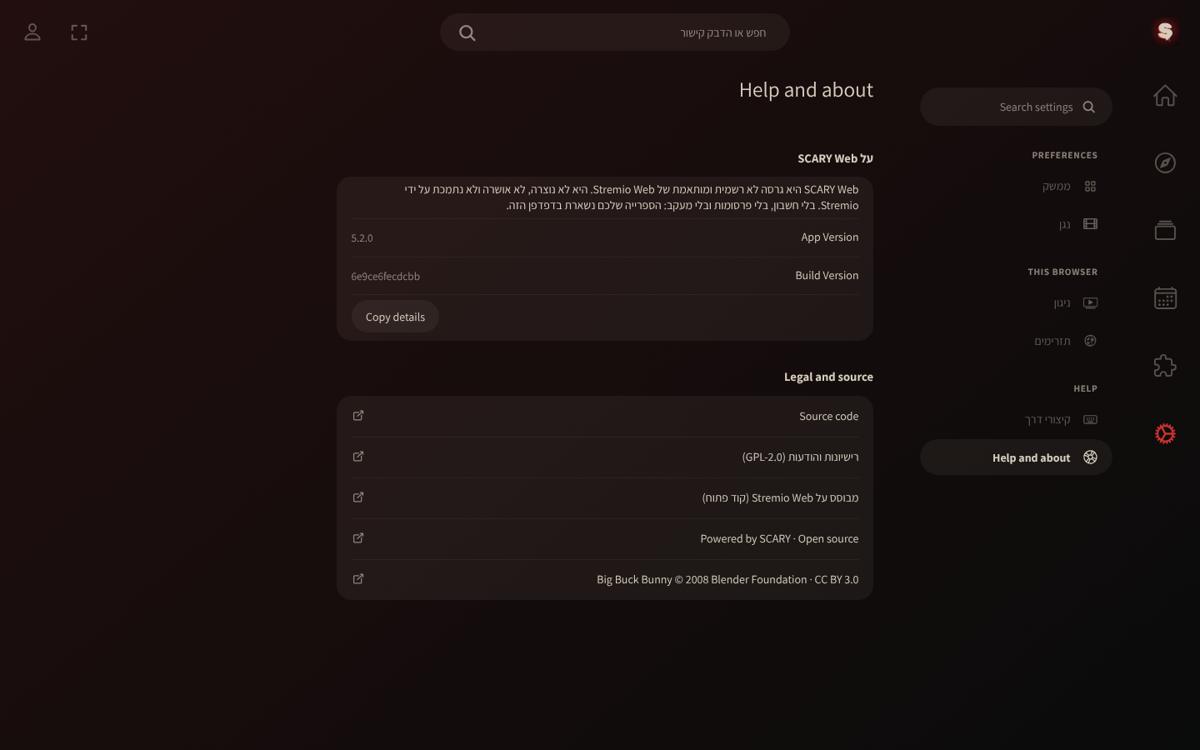 חפש או הדבק קישור
Search settings
PREFERENCES
ממשק
נגן
THIS BROWSER
ניגון
תזרימים
HELP
קיצורי דרך
Help and about
Help and about
על SCARY Web
SCARY Web היא גרסה לא רשמית ומותאמת של Stremio Web. היא לא נוצרה, לא אושרה ולא נתמכת על ידי
Stremio. בלי חשבון, בלי פרסומות ובלי מעקב: הספרייה שלכם נשארת בדפדפן הזה.
App Version
5.2.0
Build Version
6e9ce6fecdcbb
Copy details
Legal and source
Source code
רישיונות והודעות (GPL-2.0)
מבוסס על Stremio Web (קוד פתוח)
Powered by SCARY · Open source
Big Buck Bunny © 2008 Blender Foundation · CC BY 3.0